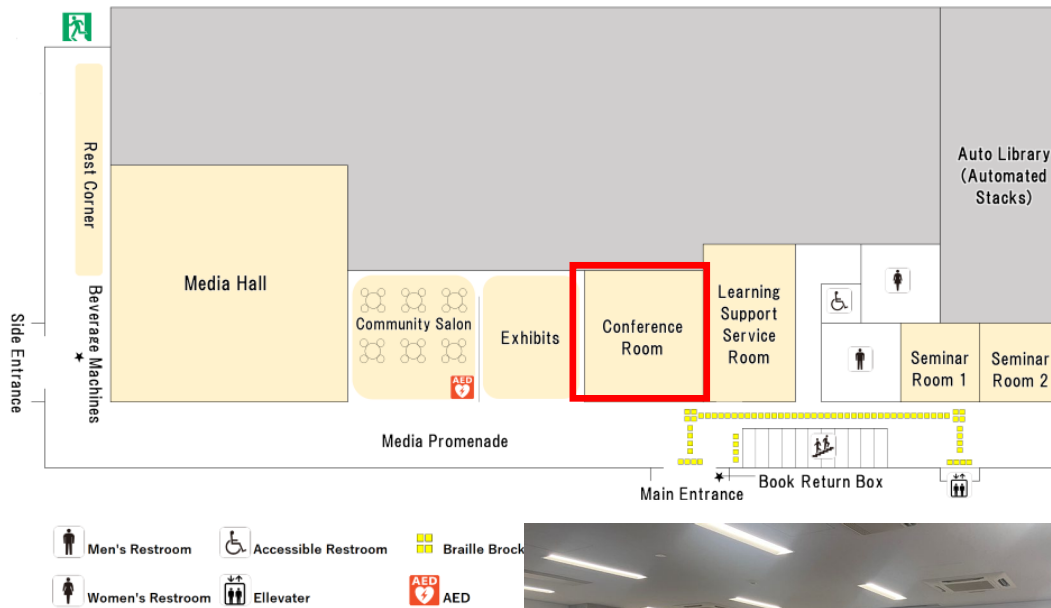 Auto Library
(Automated
Stacks)
Rest Corner
Media Hall
Beverage Machines
Side Entrance
Community Salon
AED
Exhibits
Conference
Room
Learning
Support
Service
Room
Seminar
Room 1
Seminar
Room 2
Media Promenade
Main Entrance
Book Return Box
Men's Restroom
Accessible Restroom
Braille Brock
Women's Restroom
Ellevater
AED
AED